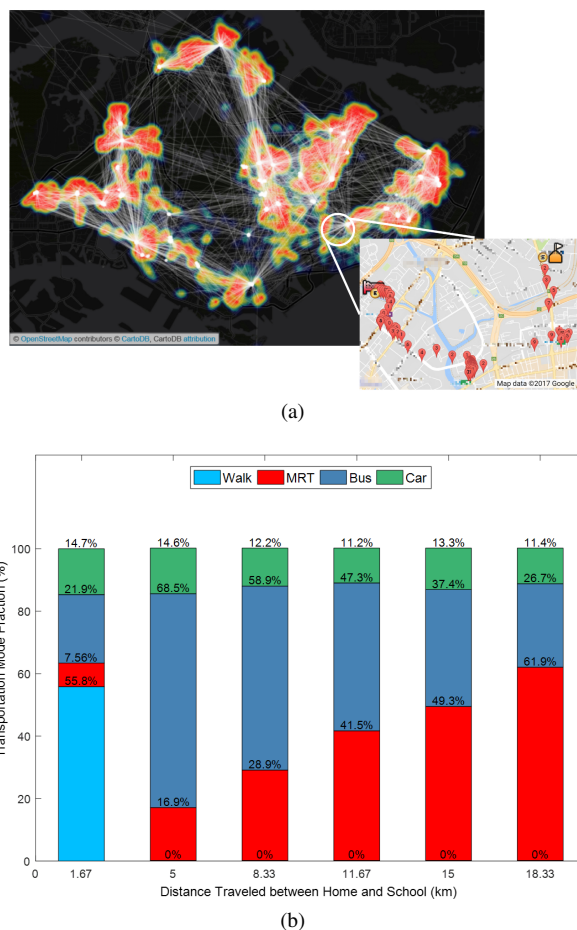 © OpenStreetMap contributors © CartoDB, CartoDB attribution
Map data ©2017 Google
(a)
Walk MRT Bus Car
14.7% 14.6% 12.2% 11.2% 13.3% 11.4%
21.9% 68.5% 58.9% 47.3% 37.4% 26.7%
7.56% 16.9% 28.9% 41.5% 49.3% 61.9%
55.8% 0% 0% 0% 0% 0%
100
80
60
40
20
0
Transportation Mode Fraction (%)
0 1.67 5 8.33 11.67 15 18.33
Distance Traveled between Home and School (km)
(b)